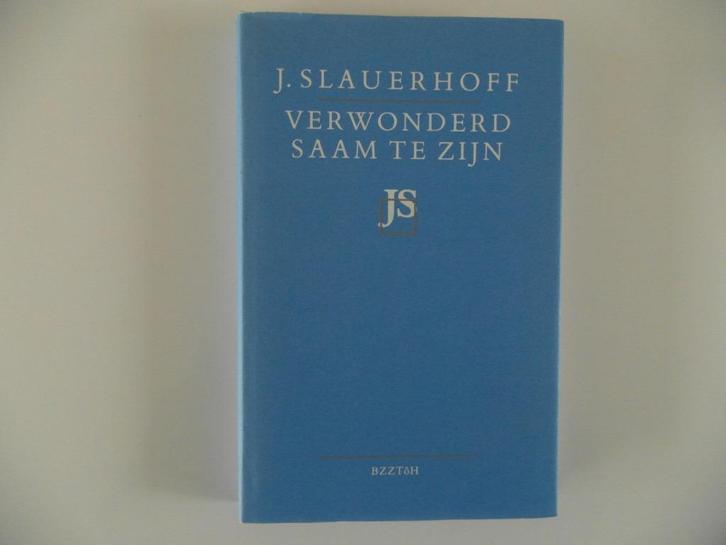 J. SLAUERHOFF
VERWONDERD
SAAM TE ZIJN
JS
BZZTôH